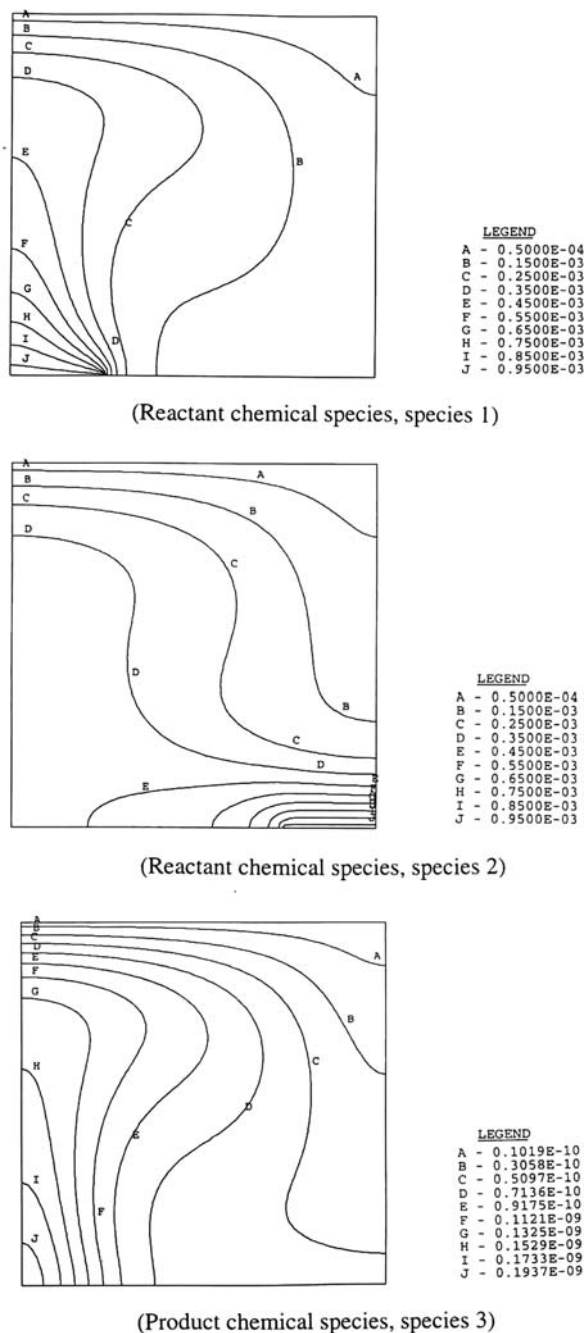 A
B
C
D
A
E
B
C
F
G
H
I
J
D
LEGEND
A - 0.5000E-04
B - 0.1500E-03
C - 0.2500E-03
D - 0.3500E-03
E - 0.4500E-03
F - 0.5500E-03
G - 0.6500E-03
H - 0.7500E-03
I - 0.8500E-03
J - 0.9500E-03
(Reactant chemical species, species 1)
A
B
C
D
A
B
C
D
B
C
D
E
LEGEND
A - 0.5000E-04
B - 0.1500E-03
C - 0.2500E-03
D - 0.3500E-03
E - 0.4500E-03
F - 0.5500E-03
G - 0.6500E-03
H - 0.7500E-03
I - 0.8500E-03
J - 0.9500E-03
(Reactant chemical species, species 2)
A
B
C
D
E
F
G
A
B
C
H
D
E
I
F
J
LEGEND
A - 0.1019E-10
B - 0.3058E-10
C - 0.5097E-10
D - 0.7136E-10
E - 0.9175E-10
F - 0.1121E-09
G - 0.1325E-09
H - 0.1529E-09
I - 0.1733E-09
J - 0.1937E-09
(Product chemical species, species 3)